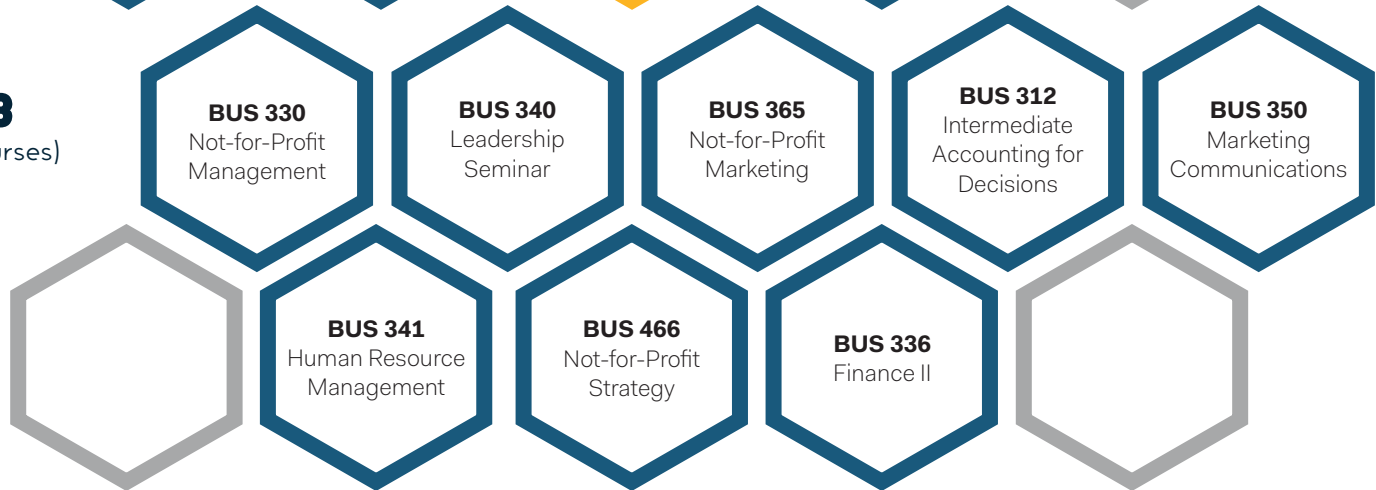 3
BUS 330
Not-for-Profit
Management
BUS 340
Leadership
Seminar
BUS 365
Not-for-Profit
Marketing
BUS 312
Intermediate
Accounting for
Decisions
BUS 350
Marketing
Communications
urses)
BUS 341
Human Resource
Management
BUS 466
Not-for-Profit
Strategy
BUS 336
Finance II